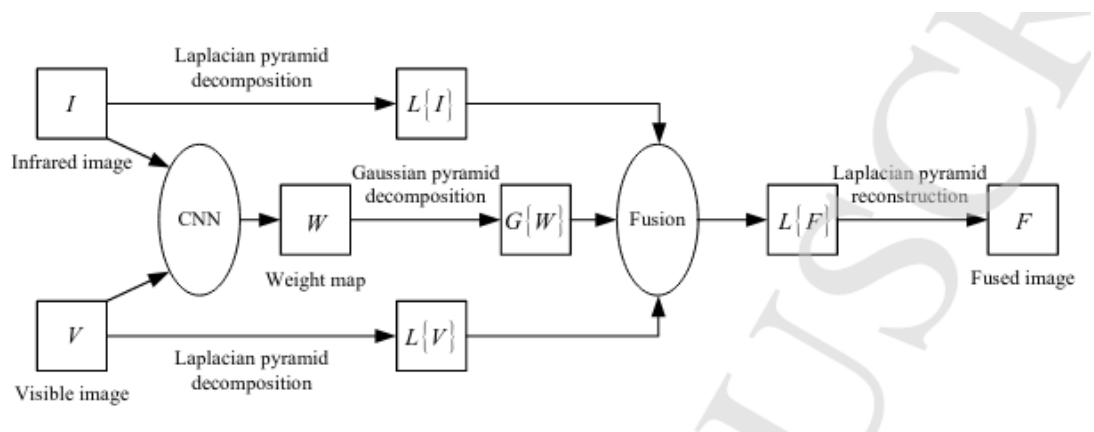 Laplacian pyramid
decomposition
I
L{I}
Infrared image
CNN
W
Weight map
Gaussian pyramid
decomposition
G{W}
Fusion
L{F}
Laplacian pyramid
reconstruction
F
Fused image
V
L{V}
Laplacian pyramid
decomposition
Visible image
USCR